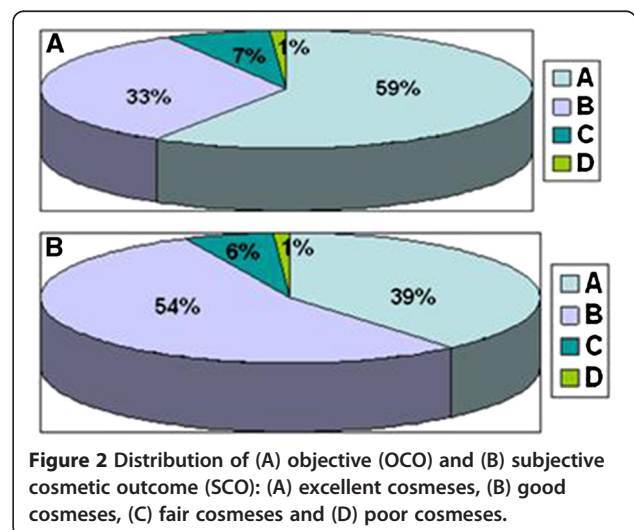 A
7%
1%
33%
59%
A
B
C
D
B
6%
1%
54%
39%
A
B
C
D
Figure 2 Distribution of (A) objective (OCO) and (B) subjective
cosmetic outcome (SCO): (A) excellent cosmeses, (B) good
cosmeses, (C) fair cosmeses and (D) poor cosmeses.